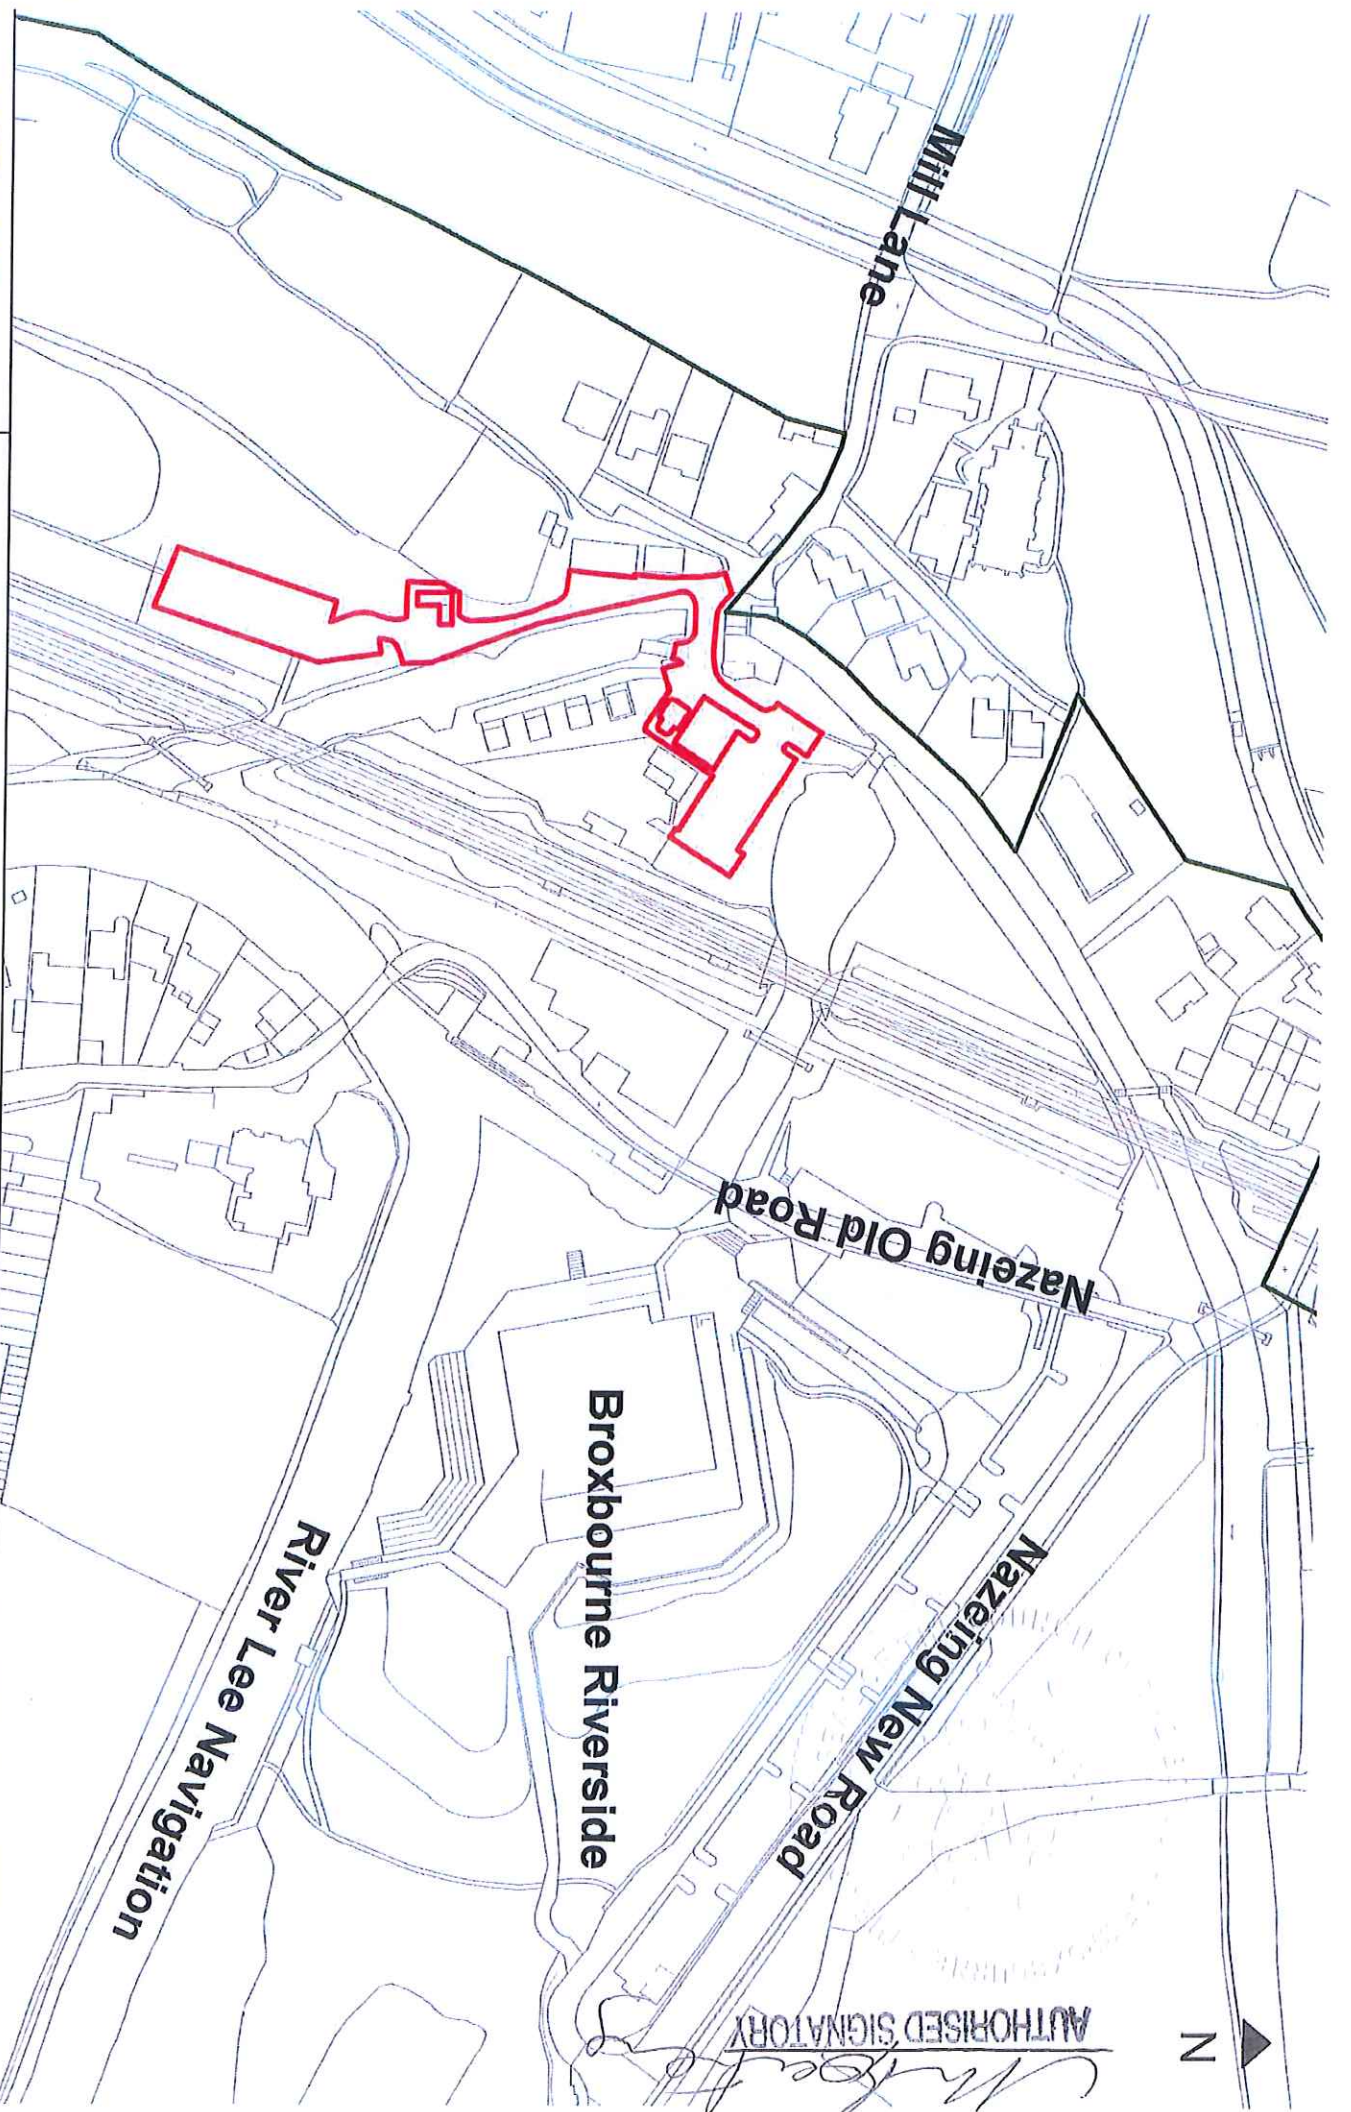 Mill Lane
Nazeing Old Road
Broxbourne Riverside
Nazeing New Road
River Lee Navigation
N
AUTHORISED SIGNATORY